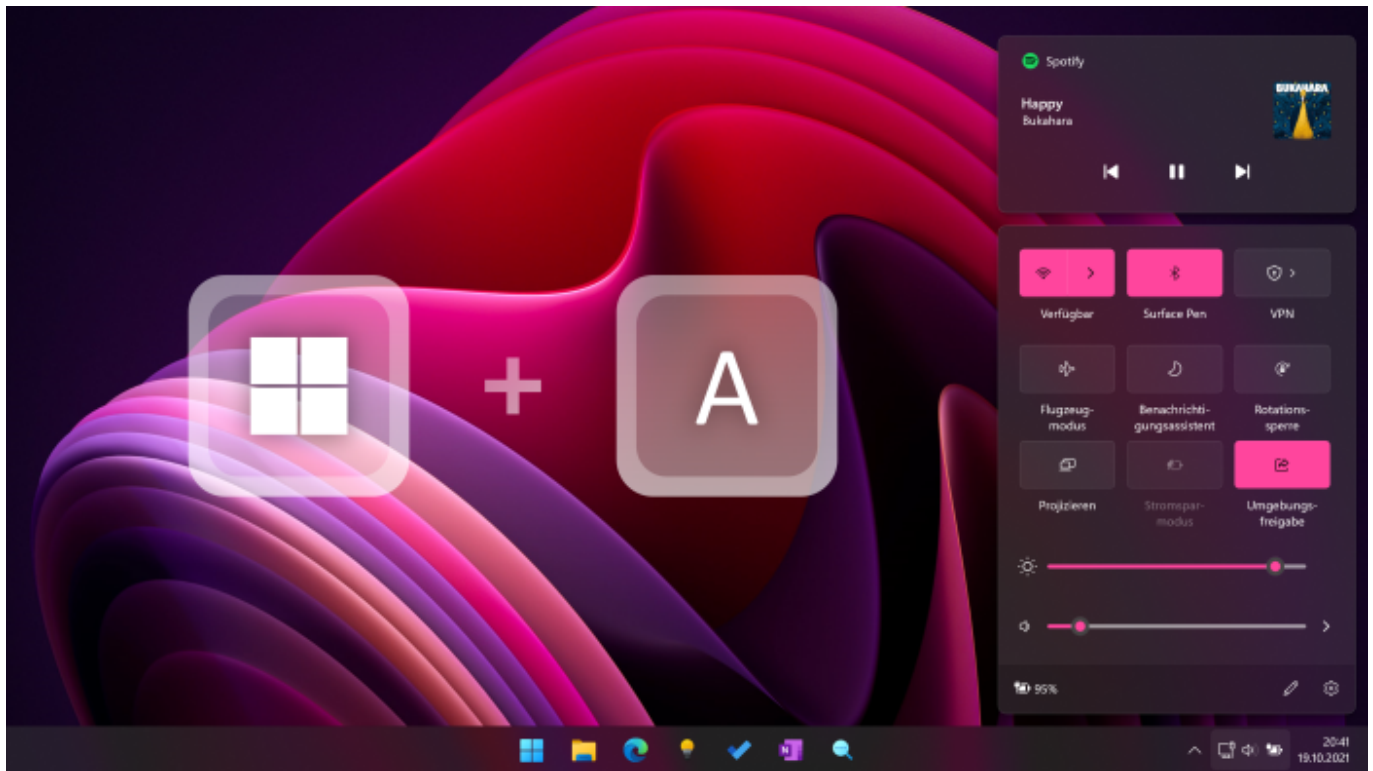 Spotify
BUKAHARA
Happy
Bukahara
Verfügbar
Surface Pen
VPN
Flugzeug-
modus
Benachrichti-
gungsassistent
Rotations-
sperre
Projizieren
Stromspar-
modus
Umgebungs-
freigabe
+
A
95%
N
20:41
19.10.2021